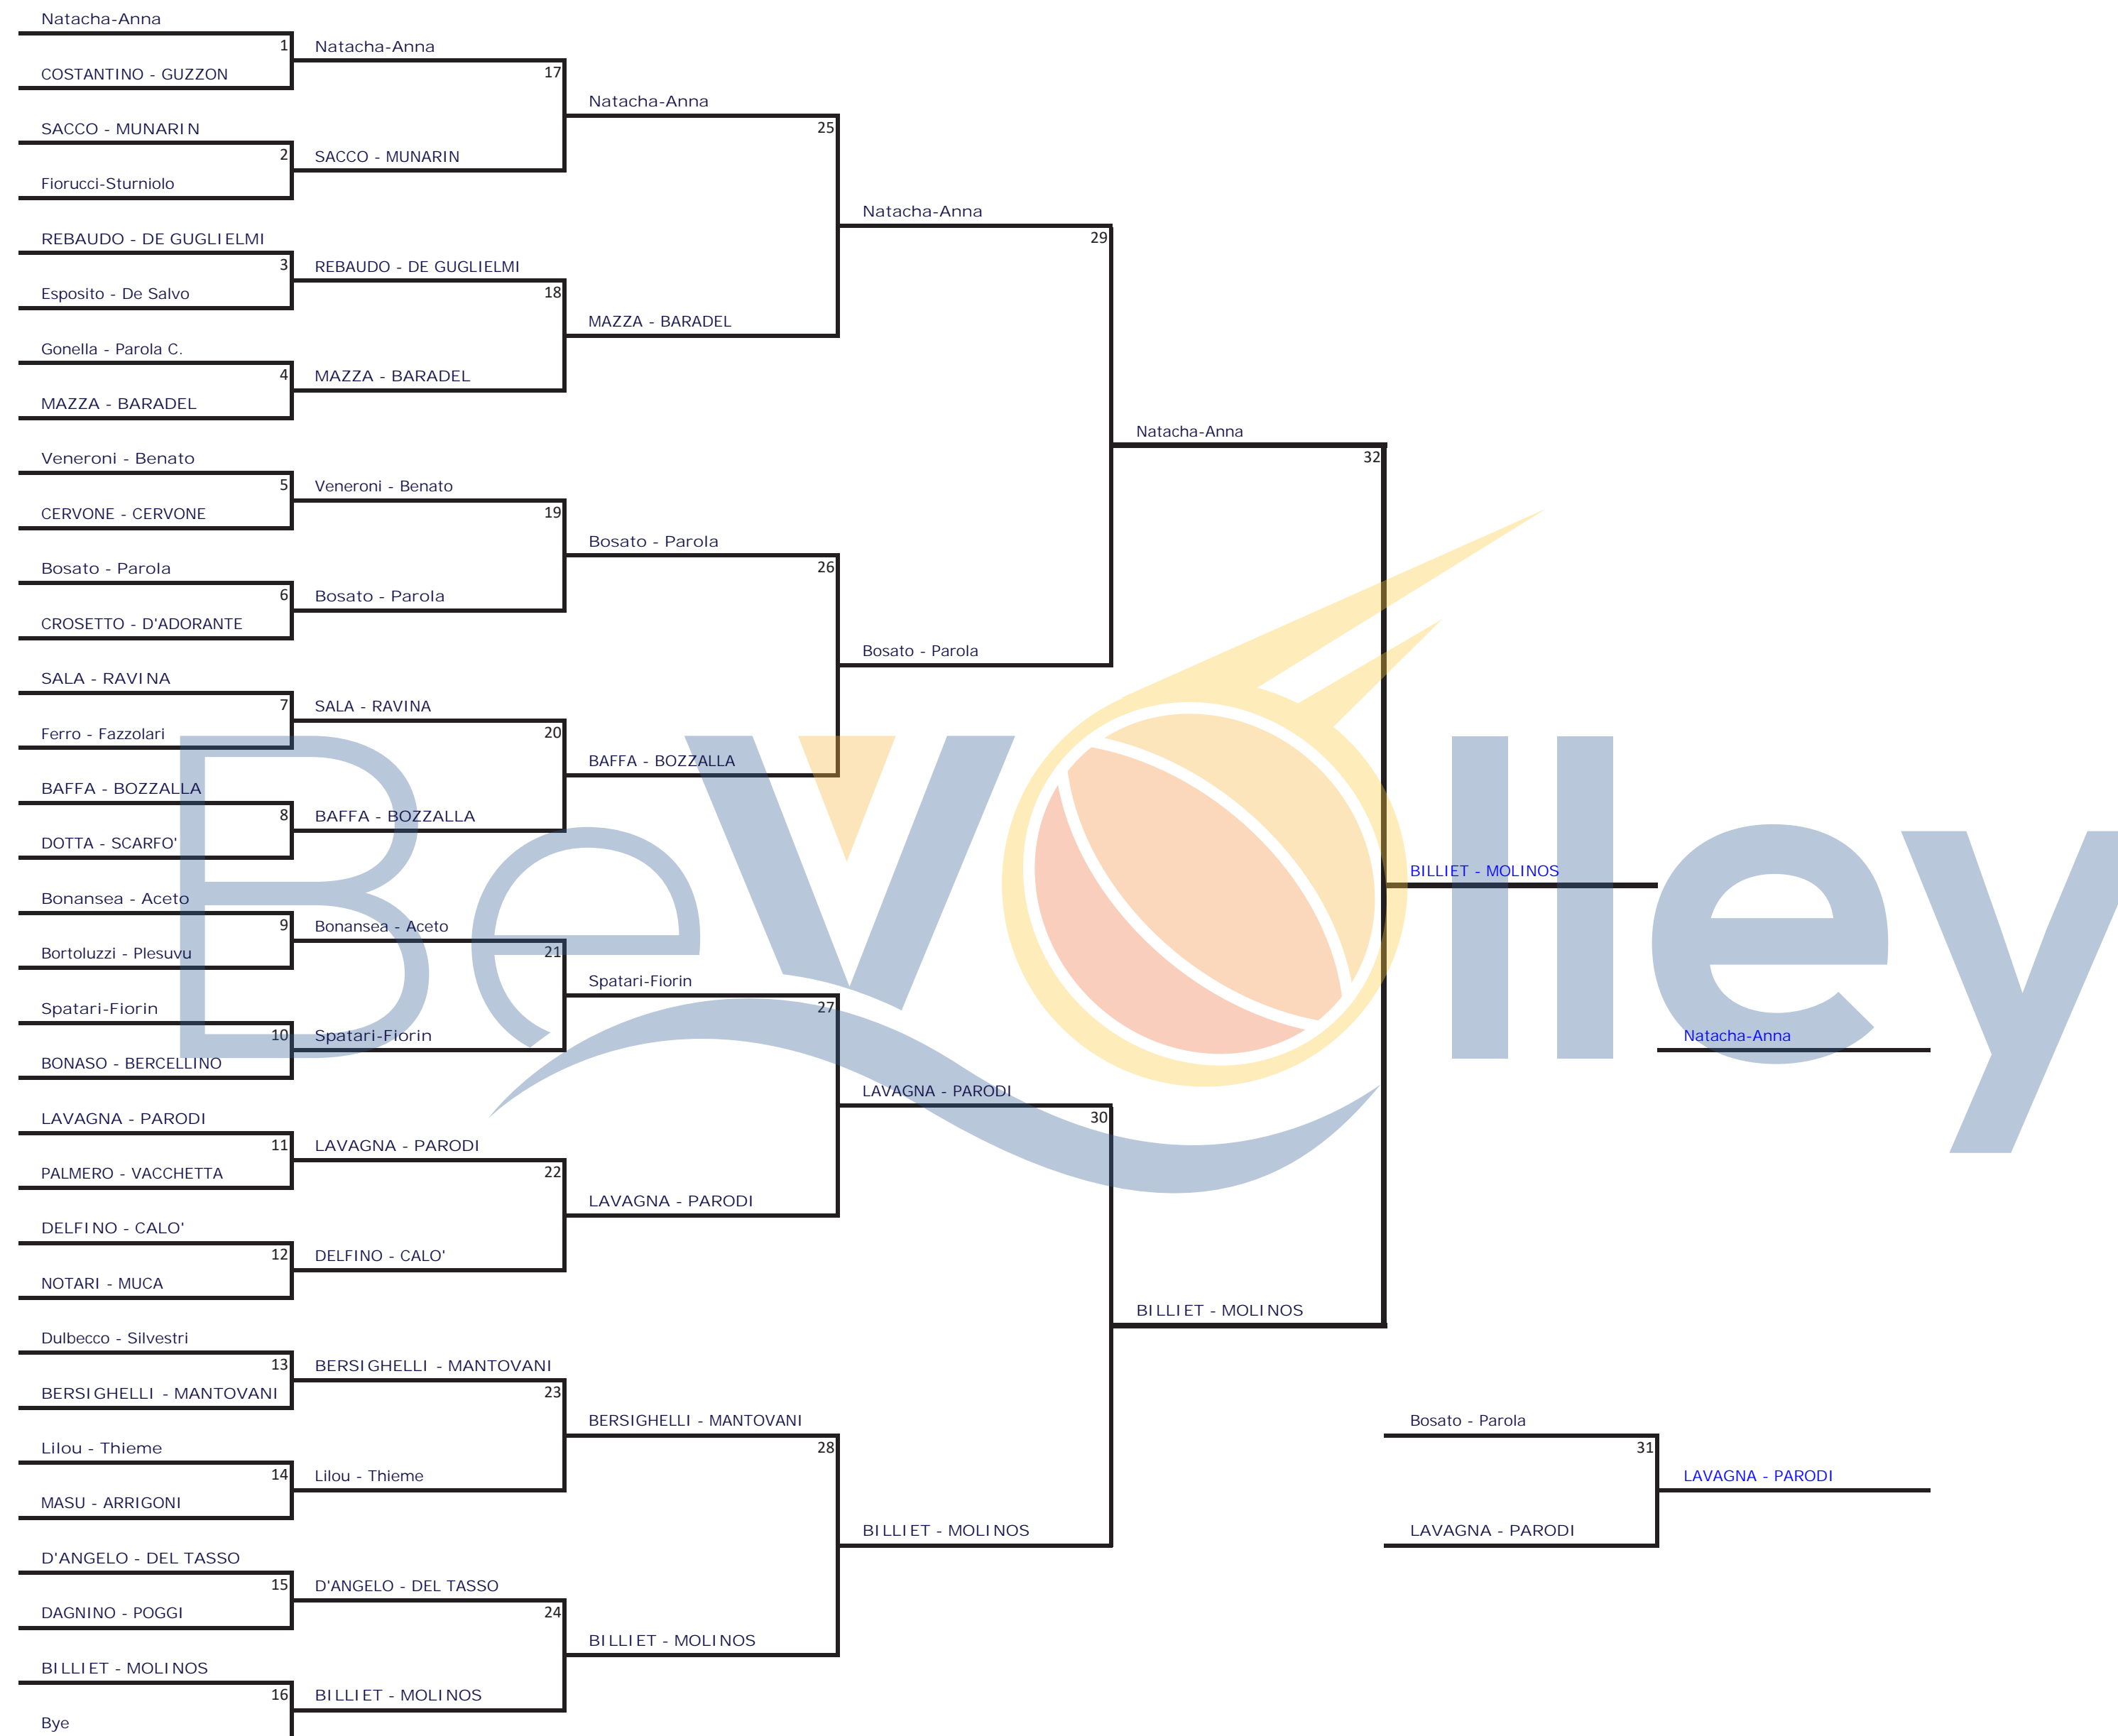 Natacha-Anna
1
COSTANTINO - GUZZON
SACCO - MUNARIN
2
Fiorucci-Sturniolo
REBAUDO - DE GUGLIELMI
3
Esposito - De Salvo
Gonella - Parola C.
4
MAZZA - BARADEL
Veneroni - Benato
5
CERVONE - CERVONE
Bosato - Parola
6
CROSETTO - D'ADORANTE
SALA - RAVINA
7
Ferro - Fazzolari
BAFFA - BOZZALLA
8
DOTTA - SCARFO'
Bonansea - Aceto
9
Bortoluzzi - Plesuvu
Spatari-Fiorin
10
BONASO - BERCELLINO
LAVAGNA - PARODI
11
PALMERO - VACCHETTA
DELFINO - CALO'
12
NOTARI - MUCA
Dulbecco - Silvestri
13
BERSIGHELLI - MANTOVANI
Lilou - Thieme
14
MASU - ARRIGONI
D'ANGELO - DEL TASSO
15
DAGNINO - POGGI
BILLIET - MOLINOS
16
Bye
Natacha-Anna
17
SACCO - MUNARIN
REBAUDO - DE GUGLIELMI
18
MAZZA - BARADEL
Veneroni - Benato
19
Bosato - Parola
SALA - RAVINA
20
BAFFA - BOZZALLA
Bonansea - Aceto
21
Spatari-Fiorin
LAVAGNA - PARODI
22
DELFINO - CALO'
BERSIGHELLI - MANTOVANI
23
Lilou - Thieme
D'ANGELO - DEL TASSO
24
BILLIET - MOLINOS
Natacha-Anna
25
MAZZA - BARADEL
Bosato - Parola
26
BAFFA - BOZZALLA
Spatari-Fiorin
27
LAVAGNA - PARODI
BERSIGHELLI - MANTOVANI
28
BILLIET - MOLINOS
Natacha-Anna
29
Bosato - Parola
LAVAGNA - PARODI
30
BILLIET - MOLINOS
Natacha-Anna
32
BILLIET - MOLINOS
BILLIET - MOLINOS
Natacha-Anna
Bosato - Parola
31
LAVAGNA - PARODI
LAVAGNA - PARODI
BeVolley